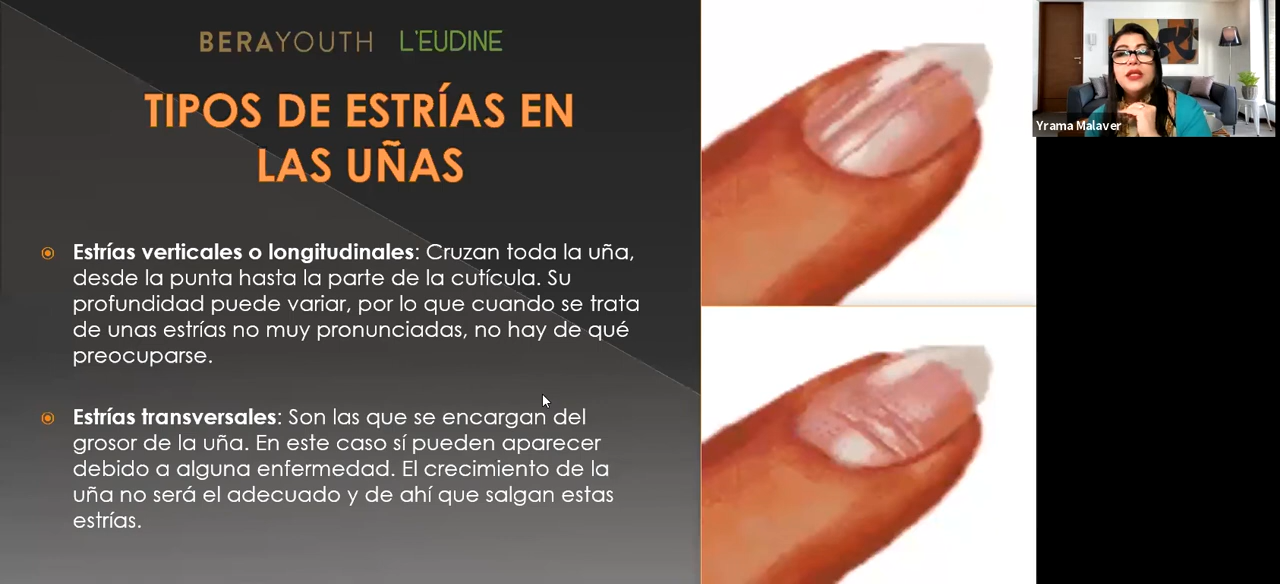 BERAYOUTH L'EUDINE
TIPOS DE ESTRÍAS EN
LAS UÑAS
Estrías verticales o longitudinales: Cruzan toda la uña,
desde la punta hasta la parte de la cutícula. Su
profundidad puede variar, por lo que cuando se trata
de unas estrías no muy pronunciadas, no hay de qué
preocuparse.
Estrías transversales: Son las que se encargan del
grosor de la uña. En este caso sí pueden aparecer
debido a alguna enfermedad. El crecimiento de la
uña no será el adecuado y de ahí que salgan estas
estrías.
Yrama Malaver